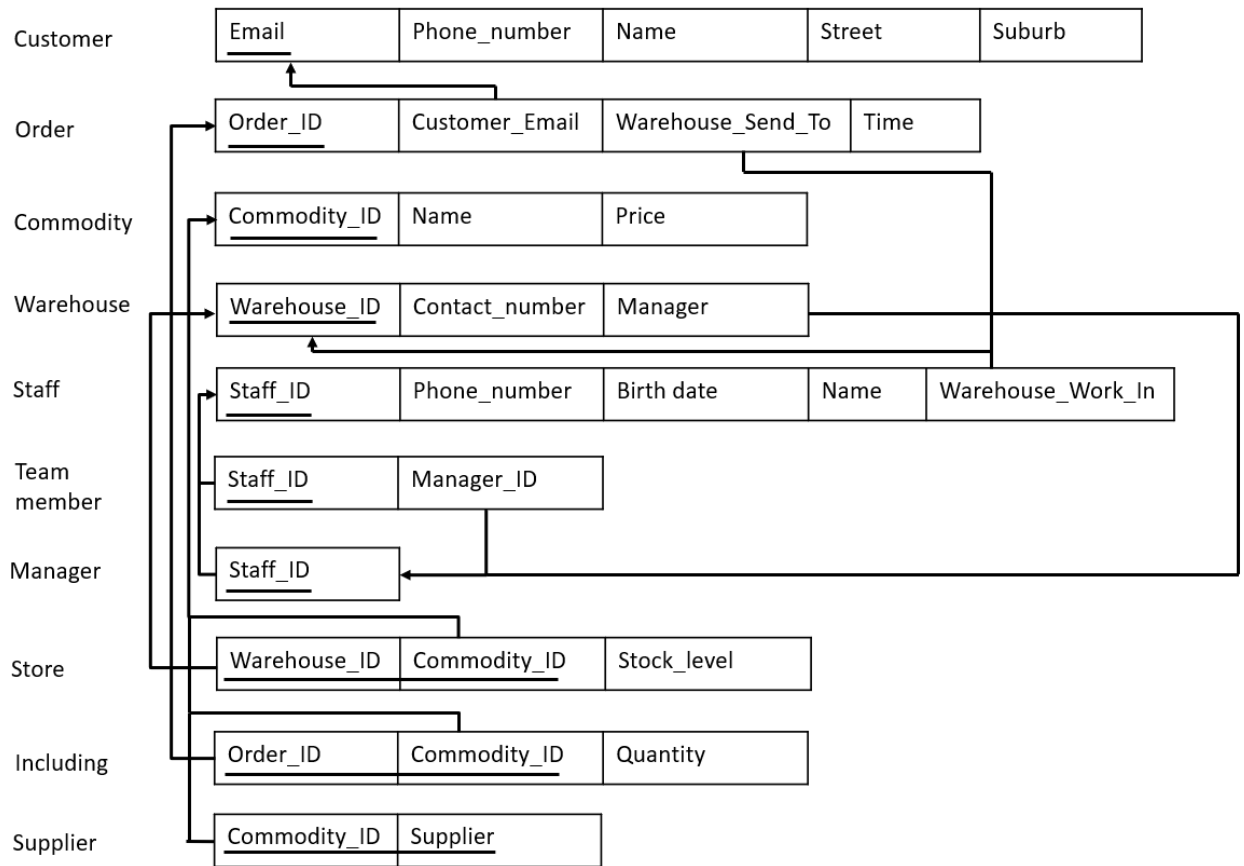 Customer Email Phone_number Name Street Suburb
Order Order_ID Customer_Email Warehouse_Send_To Time
Commodity Commodity_ID Name Price
Warehouse Warehouse_ID Contact_number Manager
Staff Staff_ID Phone_number Birth date Name Warehouse_Work_In
Team
member Staff_ID Manager_ID
Manager Staff_ID
Store Warehouse_ID Commodity_ID Stock_level
Including Order_ID Commodity_ID Quantity
Supplier Commodity_ID Supplier